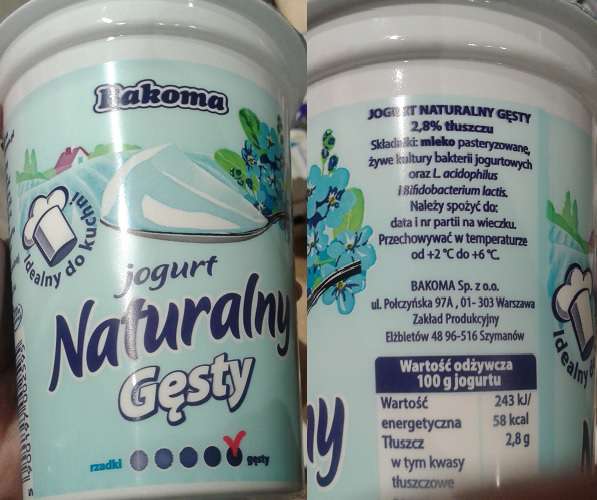 Bakoma
idealny do kuchni
jogurt
Naturalny
Gęsty
rzadki
gęsty
JOGURT NATURALNY GĘSTY
2,8% tłuszczu
Składniki: mleko pasteryzowane,
żywe kultury bakterii jogurtowych
oraz L. acidophilus
i Bifidobacterium lactis.
Należy spożyć do:
data i nr partii na wieczku.
Przechowywać w temperaturze
od +2 °C do +6 °C.
BAKOMA Sp. z o.o.
ul. Połczyńska 97A , 01- 303 Warszawa
Zakład Produkcyjny
Elżbietów 48 96-516 Szymanów
Wartość odżywcza
100 g jogurtu
Wartość 243 kJ/
energetyczna 58 kcal
Tłuszcz 2,8 g
w tym kwasy
tłuszczowe
idealny do